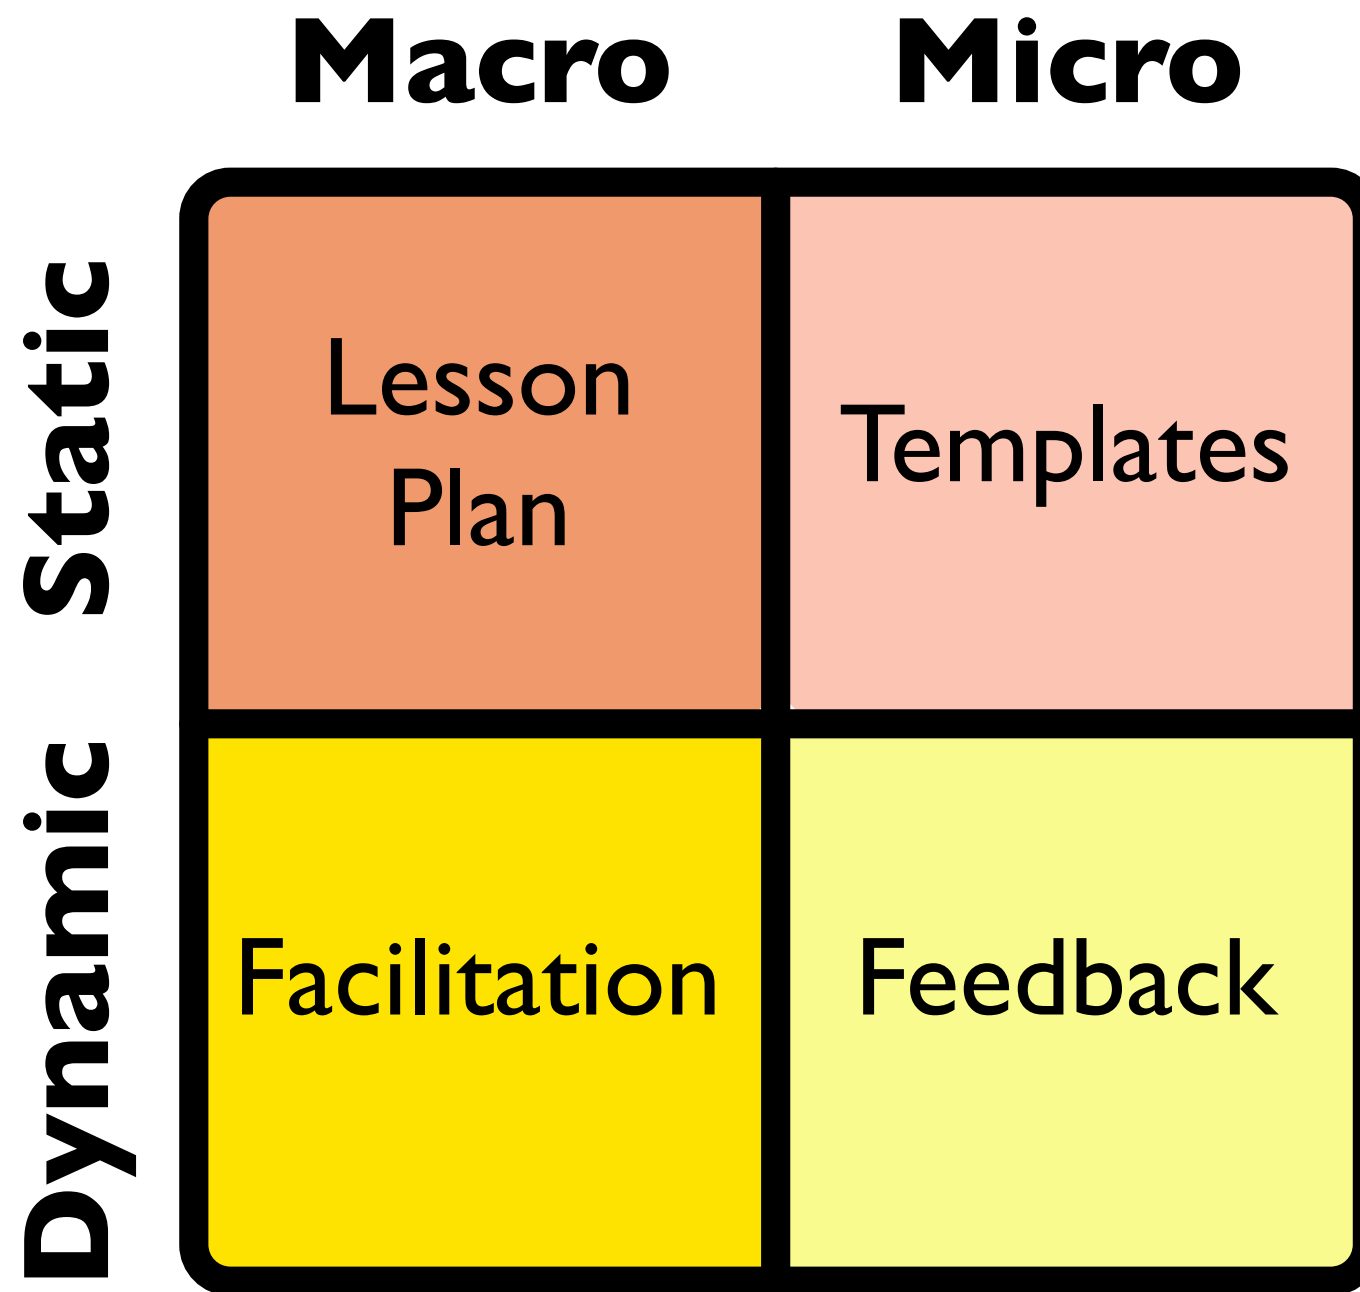 Macro Micro
Static
Lesson
Plan
Templates
Dynamic
Facilitation
Feedback